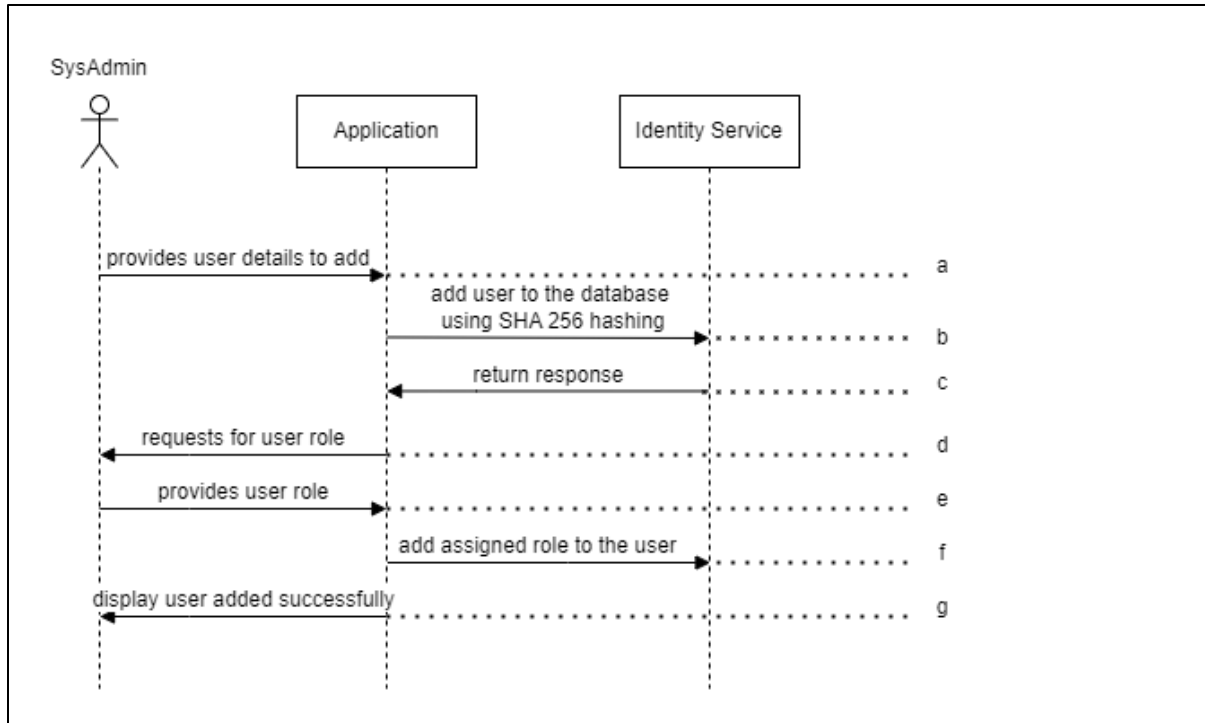 SysAdmin
Application
Identity Service
provides user details to add
a
add user to the database
using SHA 256 hashing
b
return response
c
requests for user role
d
provides user role
e
add assigned role to the user
f
display user added successfully
g